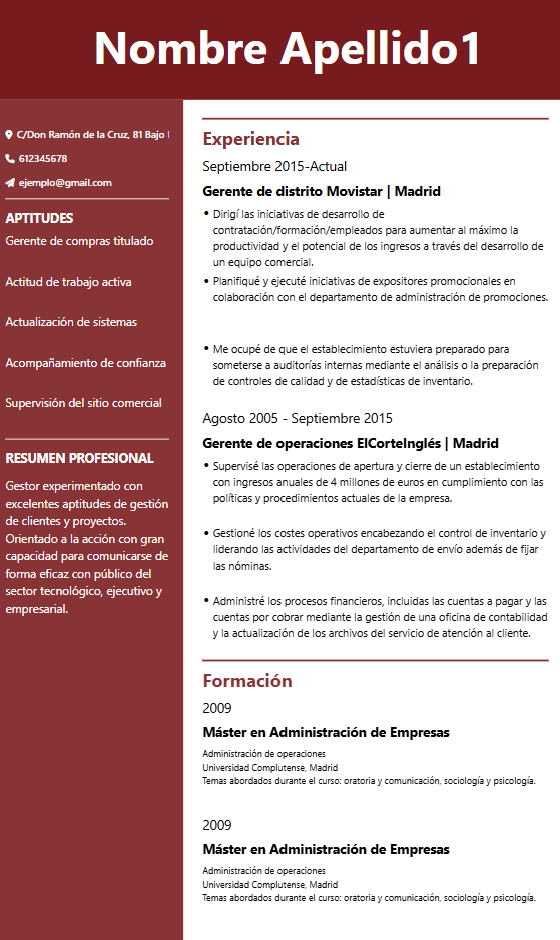 Nombre Apellido1
C/Don Ramón de la Cruz, 81 Bajo
612345678
ejemplo@gmail.com
APTITUDES
Gerente de compras titulado
Actitud de trabajo activa
Actualización de sistemas
Acompañamiento de confianza
Supervisión del sitio comercial
RESUMEN PROFESIONAL
Gestor experimentado con
excelentes aptitudes de gestión
de clientes y proyectos.
Orientado a la acción con gran
capacidad para comunicarse de
forma eficaz con público del
sector tecnológico, ejecutivo y
empresarial.
Experiencia
Septiembre 2015-Actual
Gerente de distrito Movistar | Madrid
• Dirigí las iniciativas de desarrollo de
contratación/formación/empleados para aumentar al máximo la
productividad y el potencial de los ingresos a través del desarrollo de
un equipo comercial.
• Planifiqué y ejecuté iniciativas de expositores promocionales en
colaboración con el departamento de administración de promociones.
• Me ocupé de que el establecimiento estuviera preparado para
someterse a auditorías internas mediante el análisis o la preparación
de controles de calidad y de estadísticas de inventario.
Agosto 2005 - Septiembre 2015
Gerente de operaciones ElCorteInglés | Madrid
• Supervisé las operaciones de apertura y cierre de un establecimiento
con ingresos anuales de 4 millones de euros en cumplimiento con las
políticas y procedimientos actuales de la empresa.
• Gestioné los costes operativos encabezando el control de inventario y
liderando las actividades del departamento de envío además de fijar
las nóminas.
• Administré los procesos financieros, incluidas las cuentas a pagar y las
cuentas por cobrar mediante la gestión de una oficina de contabilidad
y la actualización de los archivos del servicio de atención al cliente.
Formación
2009
Máster en Administración de Empresas
Administración de operaciones
Universidad Complutense, Madrid
Temas abordados durante el curso: oratoria y comunicación, sociología y psicología.
2009
Máster en Administración de Empresas
Administración de operaciones
Universidad Complutense, Madrid
Temas abordados durante el curso: oratoria y comunicación, sociología y psicología.